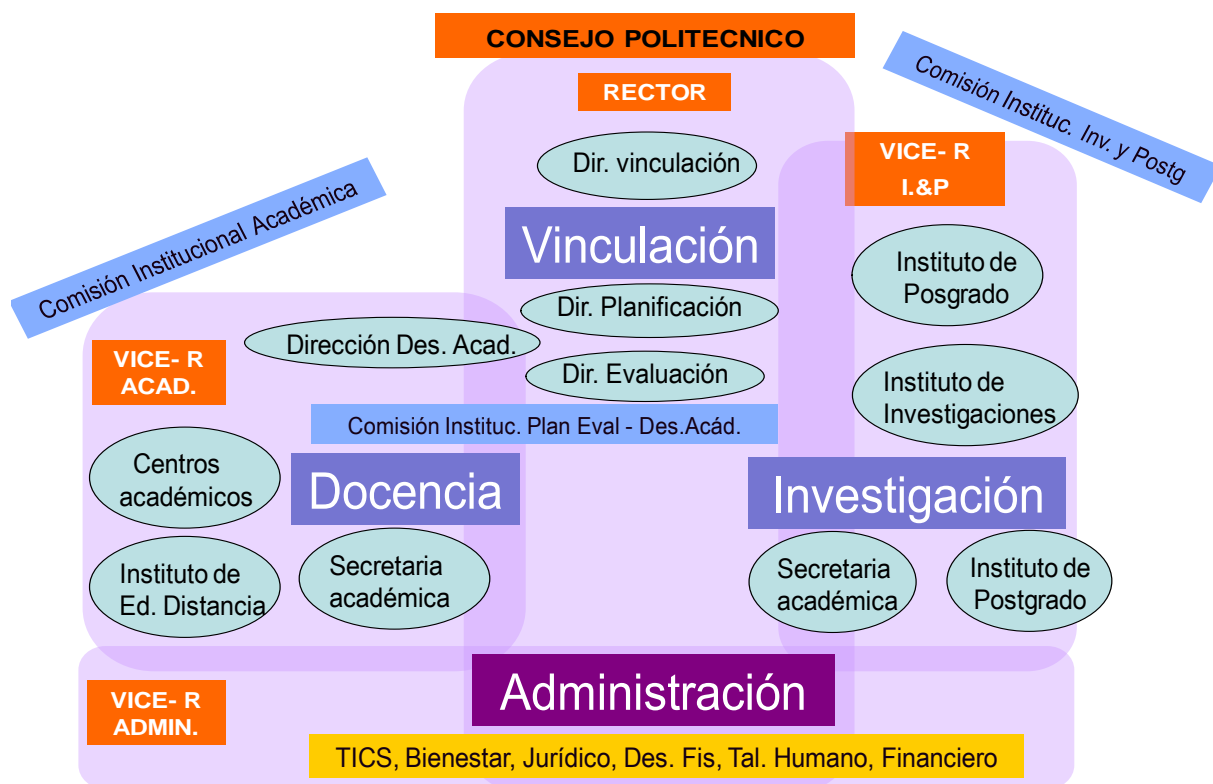 CONSEJO POLITECNICO
RECTOR
Comisión Instituc. Inv. y Postg
Dir. vinculación
VICE- R
I.&P
Comisión Institucional Académica
Vinculación
Instituto de
Posgrado
Dir. Planificación
Dirección Des. Acad.
VICE- R
ACAD.
Dir. Evaluación
Instituto de
Investigaciones
Comisión Instituc. Plan Eval - Des.Acád.
Centros
académicos
Docencia
Investigación
Instituto de
Ed. Distancia
Secretaria
académica
Secretaria
académica
Instituto de
Postgrado
Administración
VICE- R
ADMIN.
TICS, Bienestar, Jurídico, Des. Fis, Tal. Humano, Financiero